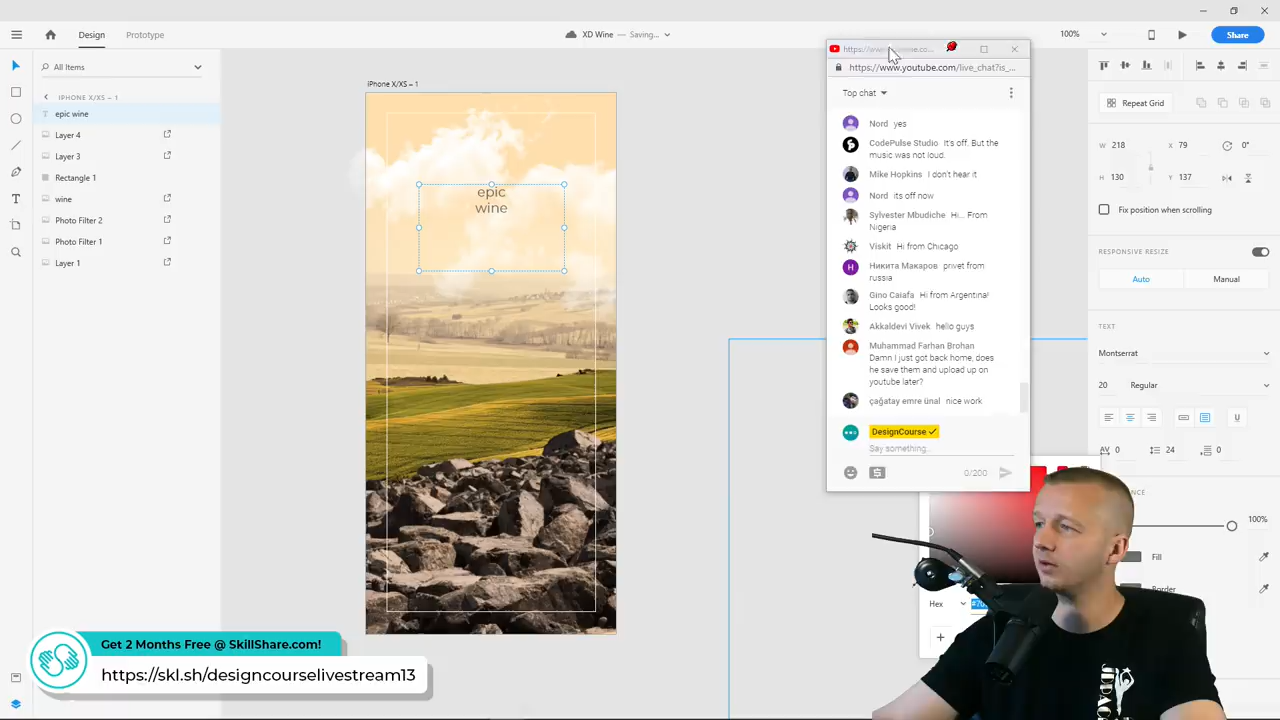 Design
Prototype
XD Wine – Saving...
100%
Share
All Items
IPHONE X/XS – 1
epic wine
Layer 4
Layer 3
Rectangle 1
wine
Photo Filter 2
Photo Filter 1
Layer 1
iPhone X/XS – 1
epic
wine
https://www.youtube.com/live_chat?is_...
Top chat
Nord yes
CodePulse Studio It's off. But the
music was not loud.
Mike Hopkins I don't hear it
Nord its off now
Sylvester Mbudiche Hi... From
Nigeria
Viskit Hi from Chicago
Никита Макаров privet from
russia
Gino Caiafa Hi from Argentina!
Looks good!
Akkaldevi Vivek hello guys
Muhammad Farhan Brohan
Damn I just got back home, does
he save them and upload up on
youtube later?
çağatay emre ünal nice work
DesignCourse
Say something...
0/200
Repeat Grid
W 218
X 79
0°
H 130
Y 137
Fix position when scrolling
RESPONSIVE RESIZE
Auto
Manual
TEXT
Montserrat
20
Regular
AV 0
24
0
100%
Fill
Border
Hex
Get 2 Months Free @ SkillShare.com!
https://skl.sh/designcourselivestream13